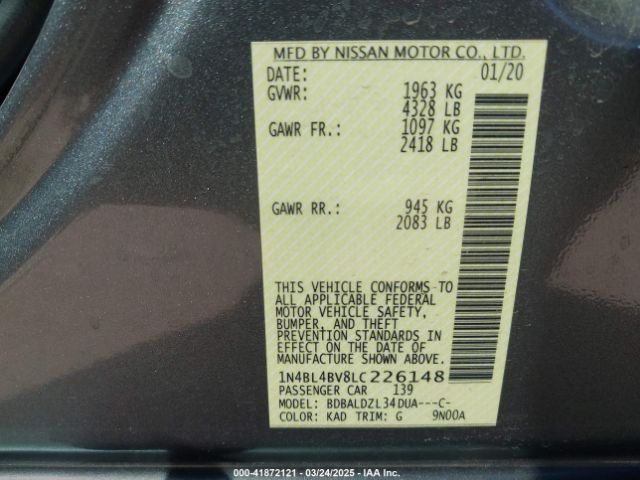 MFD BY NISSAN MOTOR CO., LTD.
DATE: 01/20
GVWR: 1963 KG
4328 LB
GAWR FR.: 1097 KG
2418 LB
GAWR RR.: 945 KG
2083 LB
THIS VEHICLE CONFORMS TO
ALL APPLICABLE FEDERAL
MOTOR VEHICLE SAFETY,
BUMPER, AND THEFT
PREVENTION STANDARDS
IN EFFECT ON THE DATE OF
MANUFACTURE SHOWN ABOVE.
1N4BL4BV8LC226148
PASSENGER CAR 139
MODEL: BDBALDZL34DUA---C-
COLOR: KAD TRIM: G 9N00A
000-41872121 - 03/24/2025 - IAA Inc.